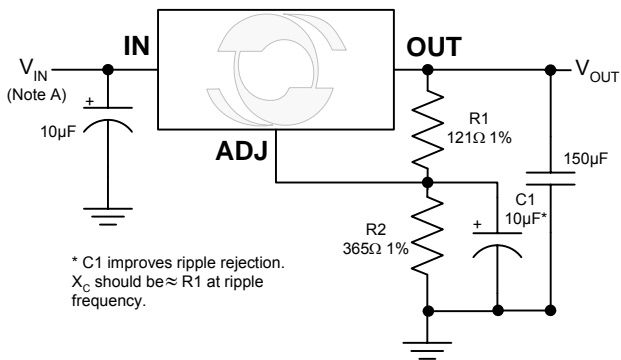 IN
OUT
V_IN
(Note A)
+
10µF
ADJ
V_OUT
R1
121Ω 1%
150µF
C1
10µF*
+
R2
365Ω 1%
* C1 improves ripple rejection.
X_C should be ≈ R1 at ripple
frequency.